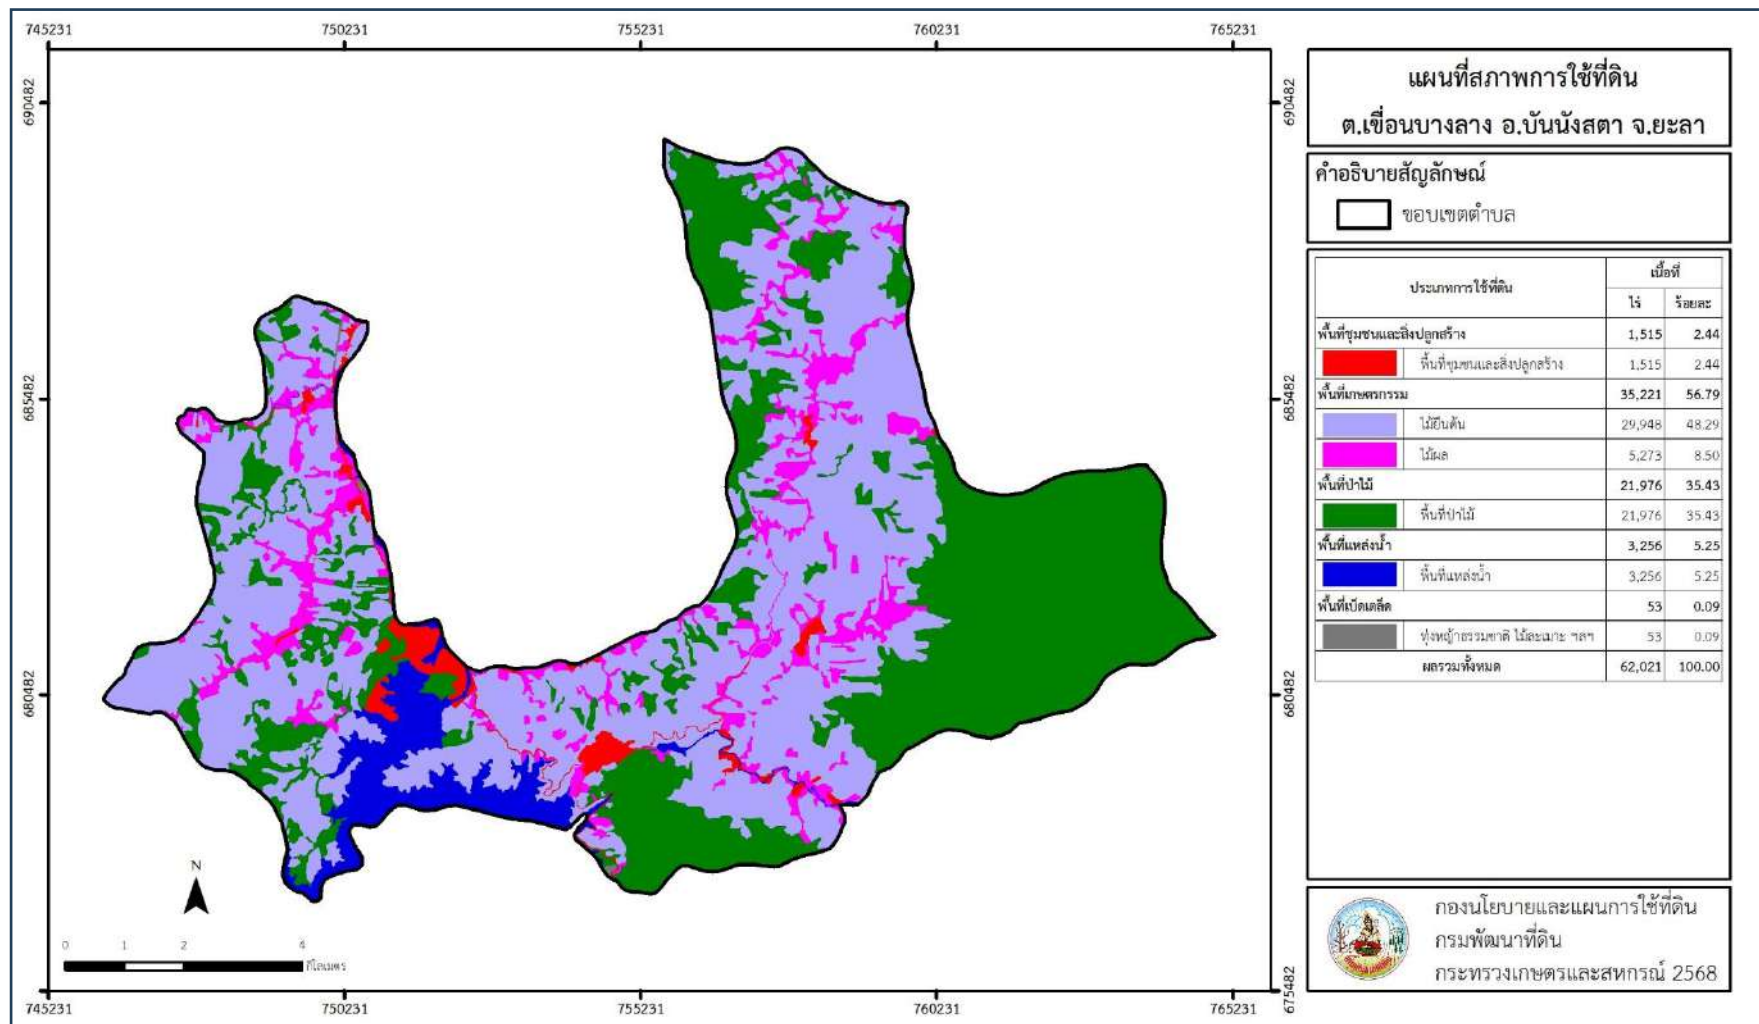 745231 750231 755231 760231 765231
690482 690482
685482 685482
680482 680482
675482
745231 750231 755231 760231 765231
N
0 1 2 4
กิโลเมตร
แผนที่สภาพการใช้ที่ดิน
ต.เขื่อนบางลาง อ.บันนังสตา จ.ยะลา
คำอธิบายสัญลักษณ์
ขอบเขตตำบล
ประเภทการใช้ที่ดิน เนื้อที่
ไร่ ร้อยละ
พื้นที่ชุมชนและสิ่งปลูกสร้าง 1,515 2.44
พื้นที่ชุมชนและสิ่งปลูกสร้าง 1,515 2.44
พื้นที่เกษตรกรรม 35,221 56.79
ไม้ยืนต้น 29,948 48.29
ไม้ผล 5,273 8.50
พื้นที่ป่าไม้ 21,976 35.43
พื้นที่ป่าไม้ 21,976 35.43
พื้นที่แหล่งน้ำ 3,256 5.25
พื้นที่แหล่งน้ำ 3,256 5.25
พื้นที่เบ็ดเตล็ด 53 0.09
ทุ่งหญ้าธรรมชาติ ไม้ละเมาะ ฯลฯ 53 0.09
ผลรวมทั้งหมด 62,021 100.00
กองนโยบายและแผนการใช้ที่ดิน
กรมพัฒนาที่ดิน
กระทรวงเกษตรและสหกรณ์ 2568